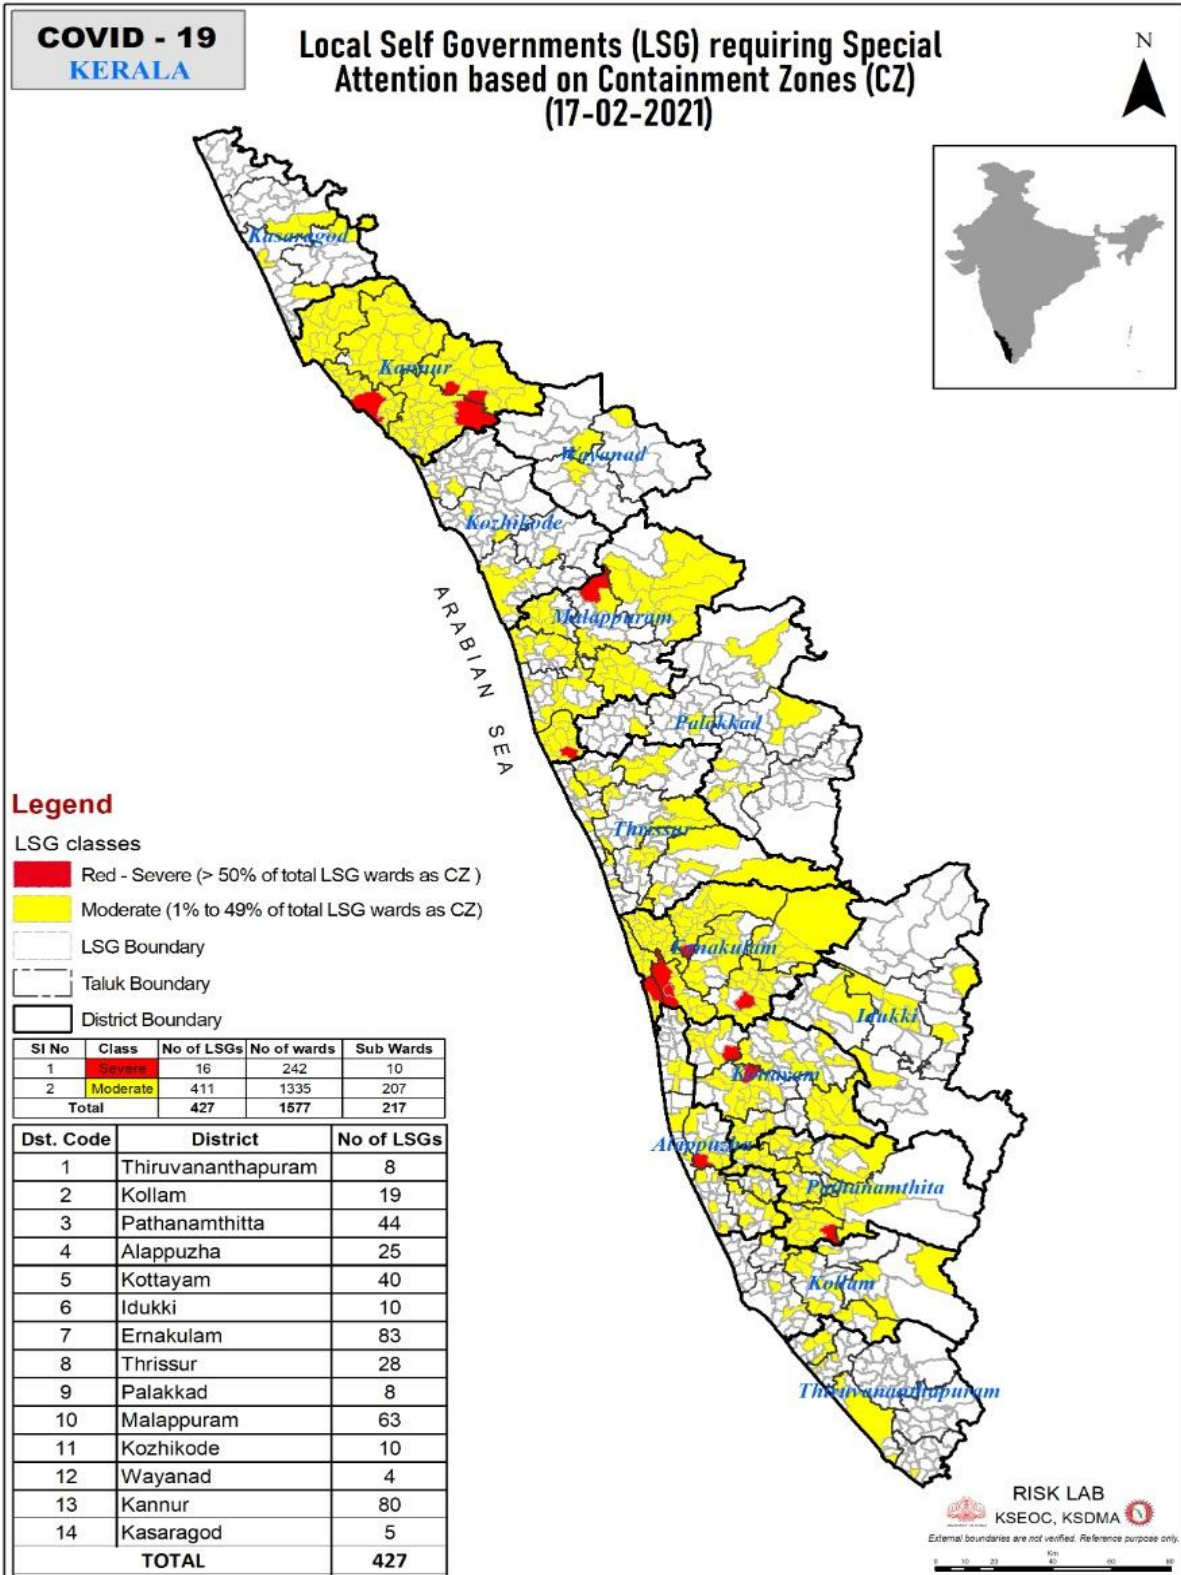 COVID - 19
KERALA
Local Self Governments (LSG) requiring Special
Attention based on Containment Zones (CZ)
(17-02-2021)
N
Kasaragod
Kannur
Wayanad
Kozhikode
Malappuram
ARABIAN SEA
Palakkad
Thrissur
Ernakulam
Idukki
Kottayam
Alappuzha
Pathanamthita
Kollam
Thiruvananthapuram
Legend
LSG classes
Red - Severe (> 50% of total LSG wards as CZ )
Moderate (1% to 49% of total LSG wards as CZ)
LSG Boundary
Taluk Boundary
District Boundary
Sl No Class No of LSGs No of wards Sub Wards
1 Severe 16 242 10
2 Moderate 411 1335 207
Total 427 1577 217
Dst. Code District No of LSGs
1 Thiruvananthapuram 8
2 Kollam 19
3 Pathanamthitta 44
4 Alappuzha 25
5 Kottayam 40
6 Idukki 10
7 Ernakulam 83
8 Thrissur 28
9 Palakkad 8
10 Malappuram 63
11 Kozhikode 10
12 Wayanad 4
13 Kannur 80
14 Kasaragod 5
TOTAL 427
RISK LAB
KSEOC, KSDMA
External boundaries are not verified. Reference purpose only.
Km
0 10 20 40 60 80